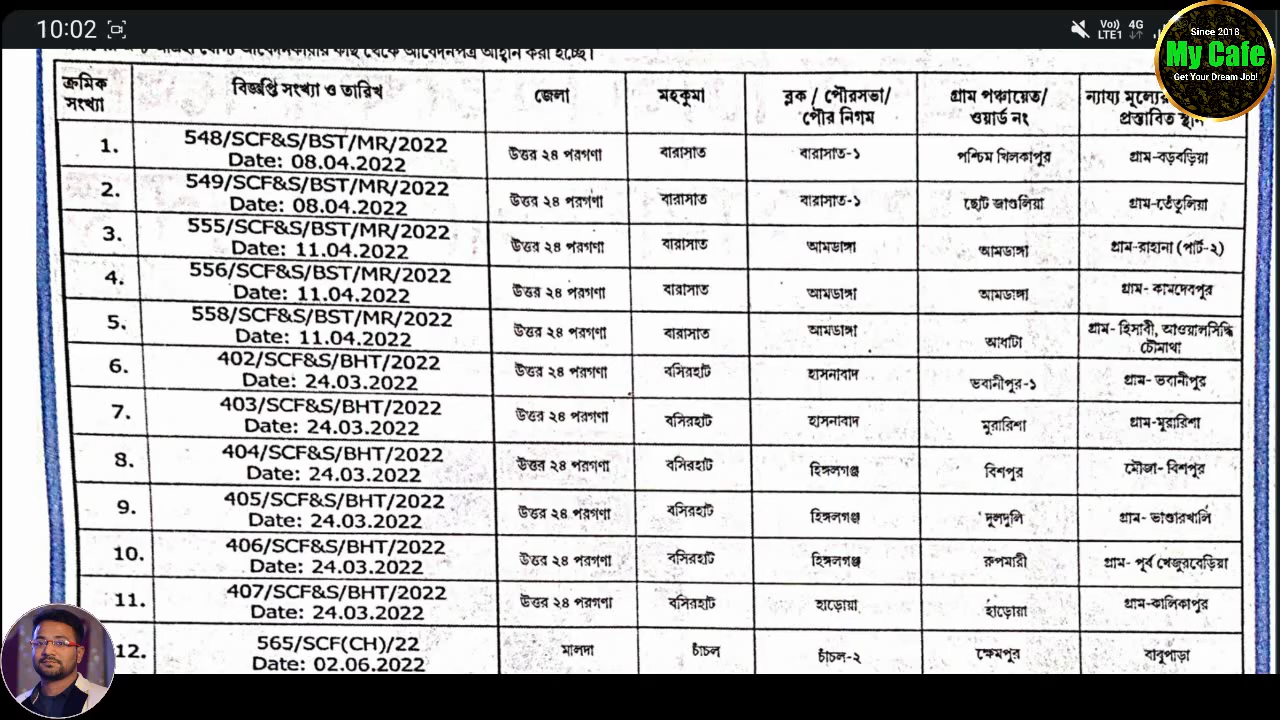 10:02
Vo)) 4G
LTE1
Since 2018
My Cafe
Get Your Dream Job!
আবেদনপত্র আহ্বান করা হচ্ছে।
ক্রমিক সংখ্যা বিজ্ঞপ্তি সংখ্যা ও তারিখ জেলা মহকুমা ব্লক / পৌরসভা/ পৌর নিগম গ্রাম পঞ্চায়েত/ ওয়ার্ড নং ন্যায্য মূল্যের প্রস্তাবিত স্থান
1. 548/SCF&S/BST/MR/2022 Date: 08.04.2022 উত্তর ২৪ পরগণা বারাসাত বারাসাত-১ পশ্চিম খিলকাপুর গ্রাম-বড়বড়িয়া
2. 549/SCF&S/BST/MR/2022 Date: 08.04.2022 উত্তর ২৪ পরগণা বারাসাত বারাসাত-১ ছোট জাগুলিয়া গ্রাম-তেঁতুলিয়া
3. 555/SCF&S/BST/MR/2022 Date: 11.04.2022 উত্তর ২৪ পরগণা বারাসাত আমডাঙ্গা আমডাঙ্গা গ্রাম-রাহানা (পার্ট-২)
4. 556/SCF&S/BST/MR/2022 Date: 11.04.2022 উত্তর ২৪ পরগণা বারাসাত আমডাঙ্গা আমডাঙ্গা গ্রাম- কামদেবপুর
5. 558/SCF&S/BST/MR/2022 Date: 11.04.2022 উত্তর ২৪ পরগণা বারাসাত আমডাঙ্গা আধাটা গ্রাম- হিসাবী, আওয়ালসিদ্ধি চৌমাথা
6. 402/SCF&S/BHT/2022 Date: 24.03.2022 উত্তর ২৪ পরগণা বসিরহাট হাসনাবাদ ভবানীপুর-১ গ্রাম- ভবানীপুর
7. 403/SCF&S/BHT/2022 Date: 24.03.2022 উত্তর ২৪ পরগণা বসিরহাট হাসনাবাদ মুরারিশা গ্রাম-মুরারিশা
8. 404/SCF&S/BHT/2022 Date: 24.03.2022 উত্তর ২৪ পরগণা বসিরহাট হিঙ্গলগঞ্জ বিশপুর মৌজা- বিশপুর
9. 405/SCF&S/BHT/2022 Date: 24.03.2022 উত্তর ২৪ পরগণা বসিরহাট হিঙ্গলগঞ্জ দুলদুলি গ্রাম- ভাণ্ডারখালি
10. 406/SCF&S/BHT/2022 Date: 24.03.2022 উত্তর ২৪ পরগণা বসিরহাট হিঙ্গলগঞ্জ রুপমারী গ্রাম- পূর্ব খেজুরবেড়িয়া
11. 407/SCF&S/BHT/2022 Date: 24.03.2022 উত্তর ২৪ পরগণা বসিরহাট হাড়োয়া হাড়োয়া গ্রাম-কালিকাপুর
12. 565/SCF(CH)/22 Date: 02.06.2022 মালদা চাঁচল চাঁচল-২ ক্ষেমপুর বাবুপাড়া